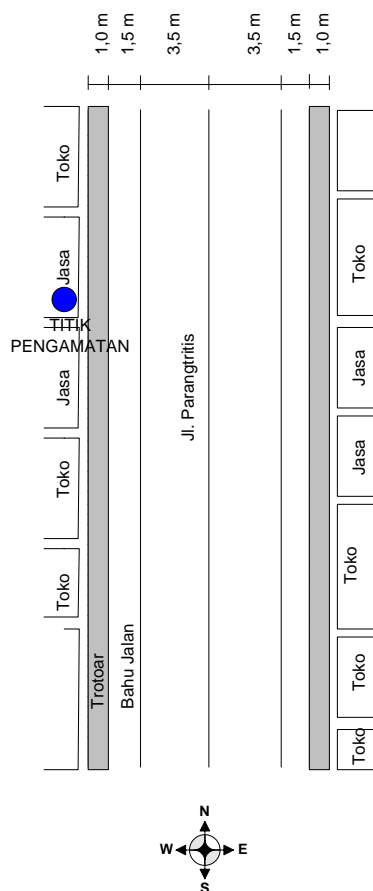 1,0 m
1,5 m
3,5 m
3,5 m
1,5 m
1,0 m
Toko
Jasa
TITIK
PENGAMATAN
Jasa
Toko
Toko
Trotoar
Bahu Jalan
Jl. Parangtritis
Toko
Jasa
Jasa
Toko
Toko
Toko
N
W
E
S